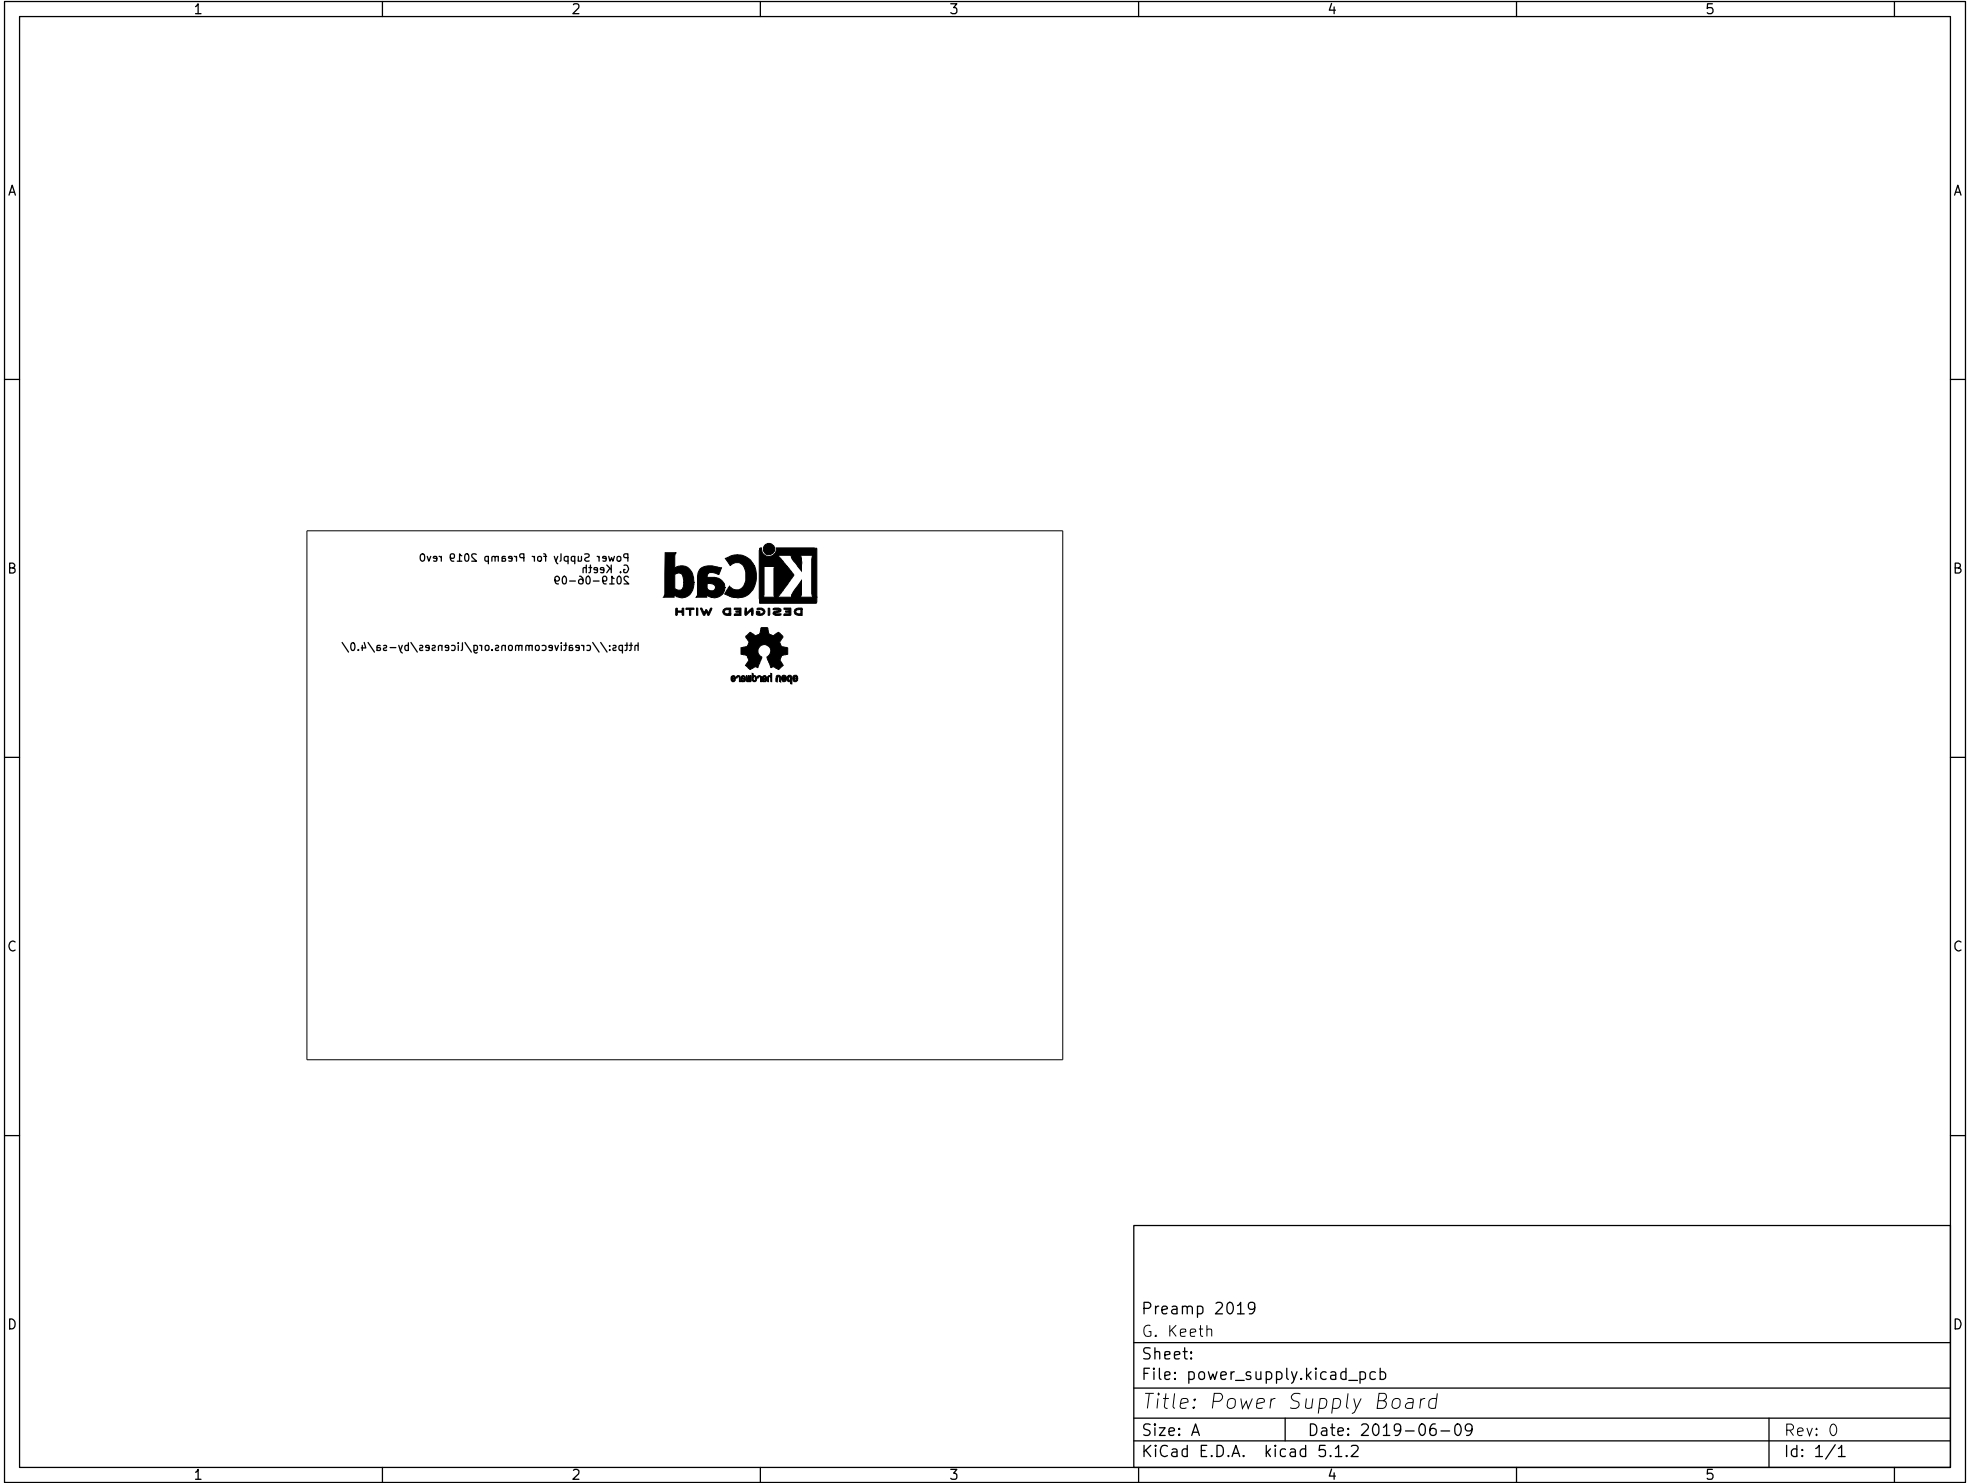 1 2 3 4 5
A A
Power Supply for Preamp 2019 rev0
G. Keeth
2019-06-09
KiCad
DESIGNED WITH
B B
https://creativecommons.org/licenses/by-sa/4.0/
open hardware
C C
Preamp 2019
D D
G. Keeth
Sheet:
File: power_supply.kicad_pcb
Title: Power Supply Board
Size: A Date: 2019-06-09 Rev: 0
KiCad E.D.A. kicad 5.1.2 Id: 1/1
1 2 3 4 5